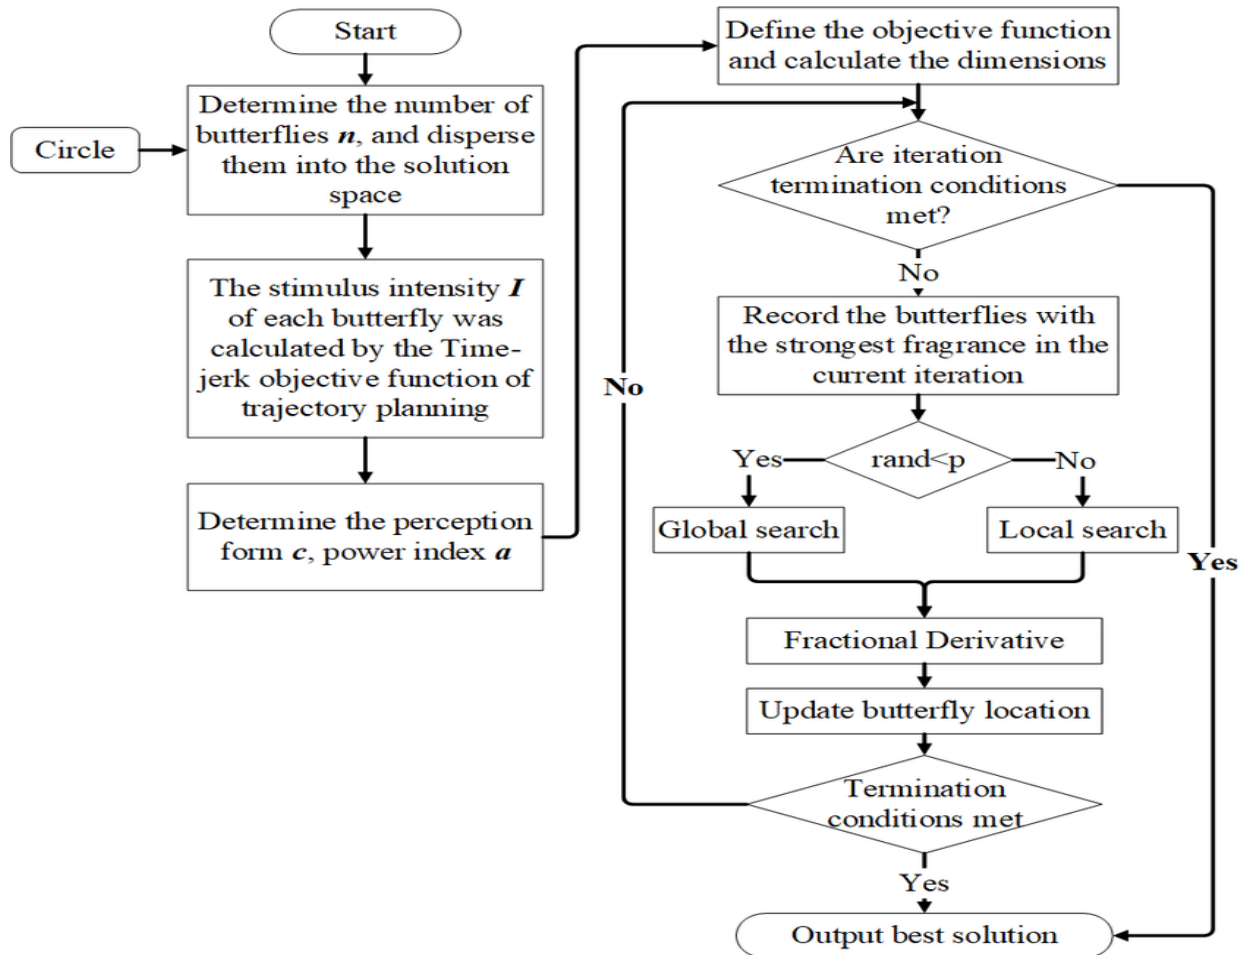 Start
Determine the number of
butterflies n, and disperse
them into the solution
space
Circle
The stimulus intensity I
of each butterfly was
calculated by the Time-
jerk objective function of
trajectory planning
Determine the perception
form c, power index a
Define the objective function
and calculate the dimensions
Are iteration
termination conditions
met?
No
Record the butterflies with
the strongest fragrance in the
current iteration
rand<p
Yes
No
Global search
Local search
Fractional Derivative
Update butterfly location
Termination
conditions met
No
Yes
Yes
Output best solution